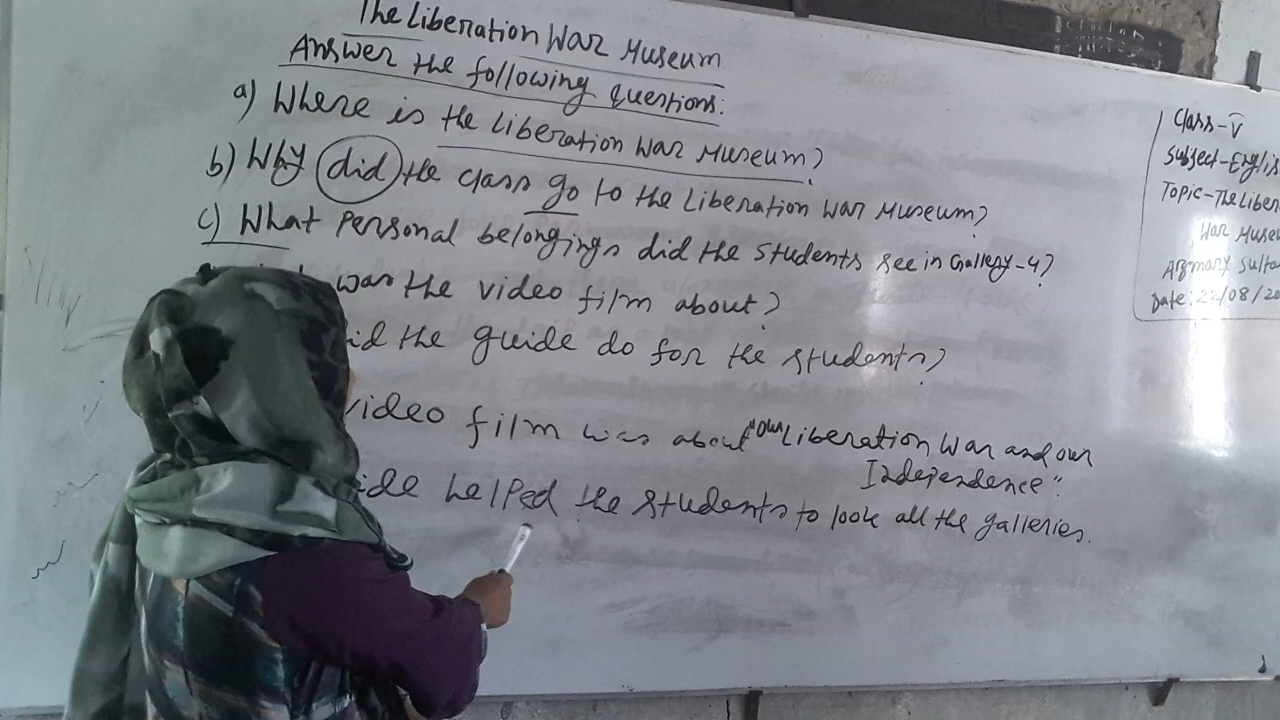 The Liberation War Museum
Answer the following questions:
a) Where is the Liberation War Museum?
b) Why did the class go to the Liberation War Museum?
c) What personal belongings did the students see in Gallery-4?
was the video film about?
id the guide do for the students?
video film was about "our Liberation War and our
Independence".
ide helped the students to look all the galleries.
Class-V
Subject-Englis
Topic-The Liber
War Museu
Date: 22/08/20